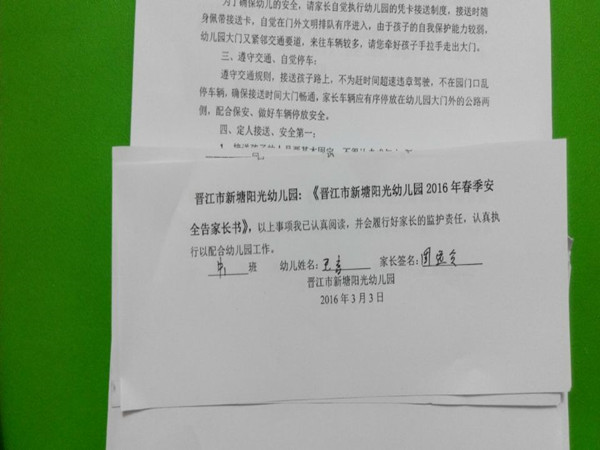 为了确保幼儿的安全，请家长自觉执行幼儿园的凭卡接送制度，接送时随
身佩带接送卡，自觉在门外文明排队有序进入，由于孩子的自我保护能力较弱，
幼儿园大门又紧邻交通要道，来往车辆较多，请您牵好孩子手拉手走出大门。
三、遵守交通、自觉停车：
遵守交通规则，接送孩子路上，不为赶时间超速违章驾驶，不在园门口乱
停车辆，确保接送时间大门畅通，家长车辆应有序停放在幼儿园大门外的公路两
侧，配合保安、做好车辆停放安全。
四、定人接送、安全第一：
晋江市新塘阳光幼儿园：《晋江市新塘阳光幼儿园 2016 年春季安
全告家长书》，以上事项我已认真阅读，并会履行好家长的监护责任，认真执
行以配合幼儿园工作。
班 幼儿姓名： 家长签名：
晋江市新塘阳光幼儿园
2016 年 3 月 3 日